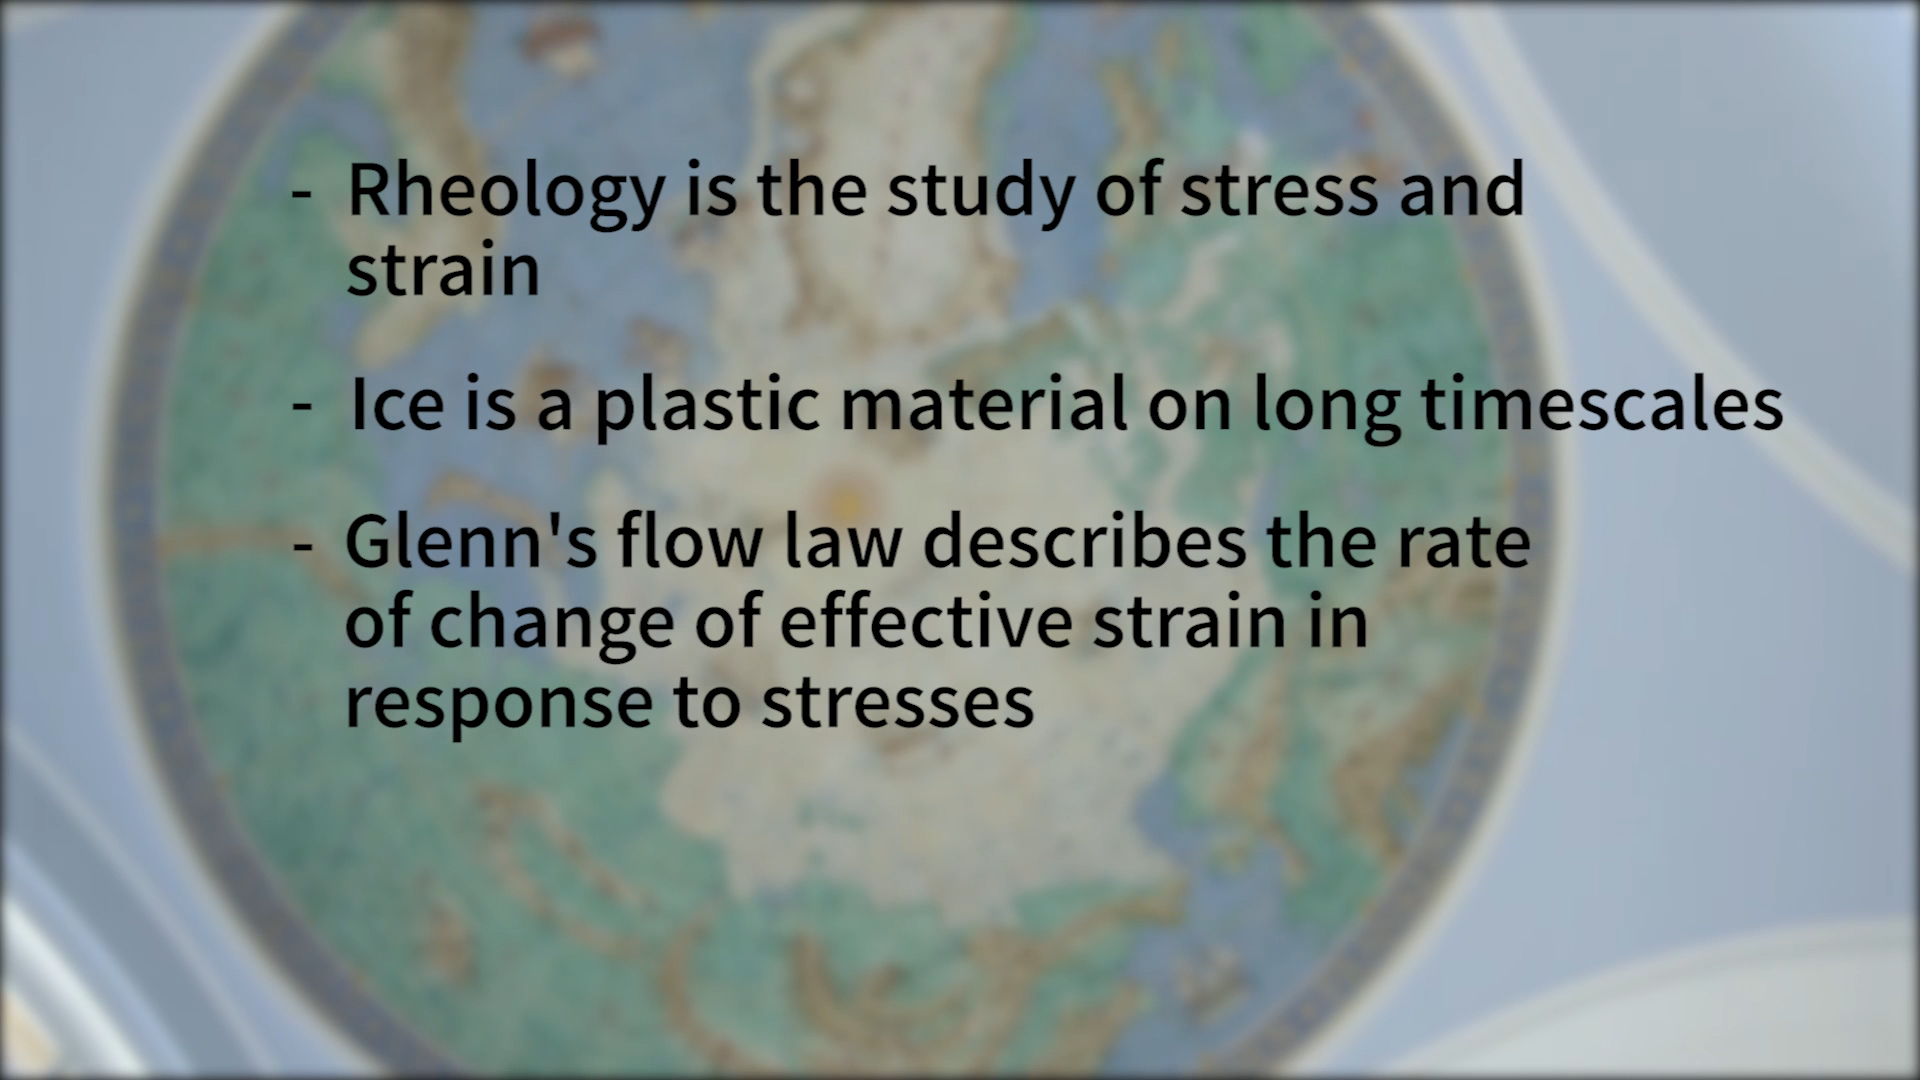 - Rheology is the study of stress and
strain
- Ice is a plastic material on long timescales
- Glenn's flow law describes the rate
of change of effective strain in
response to stresses